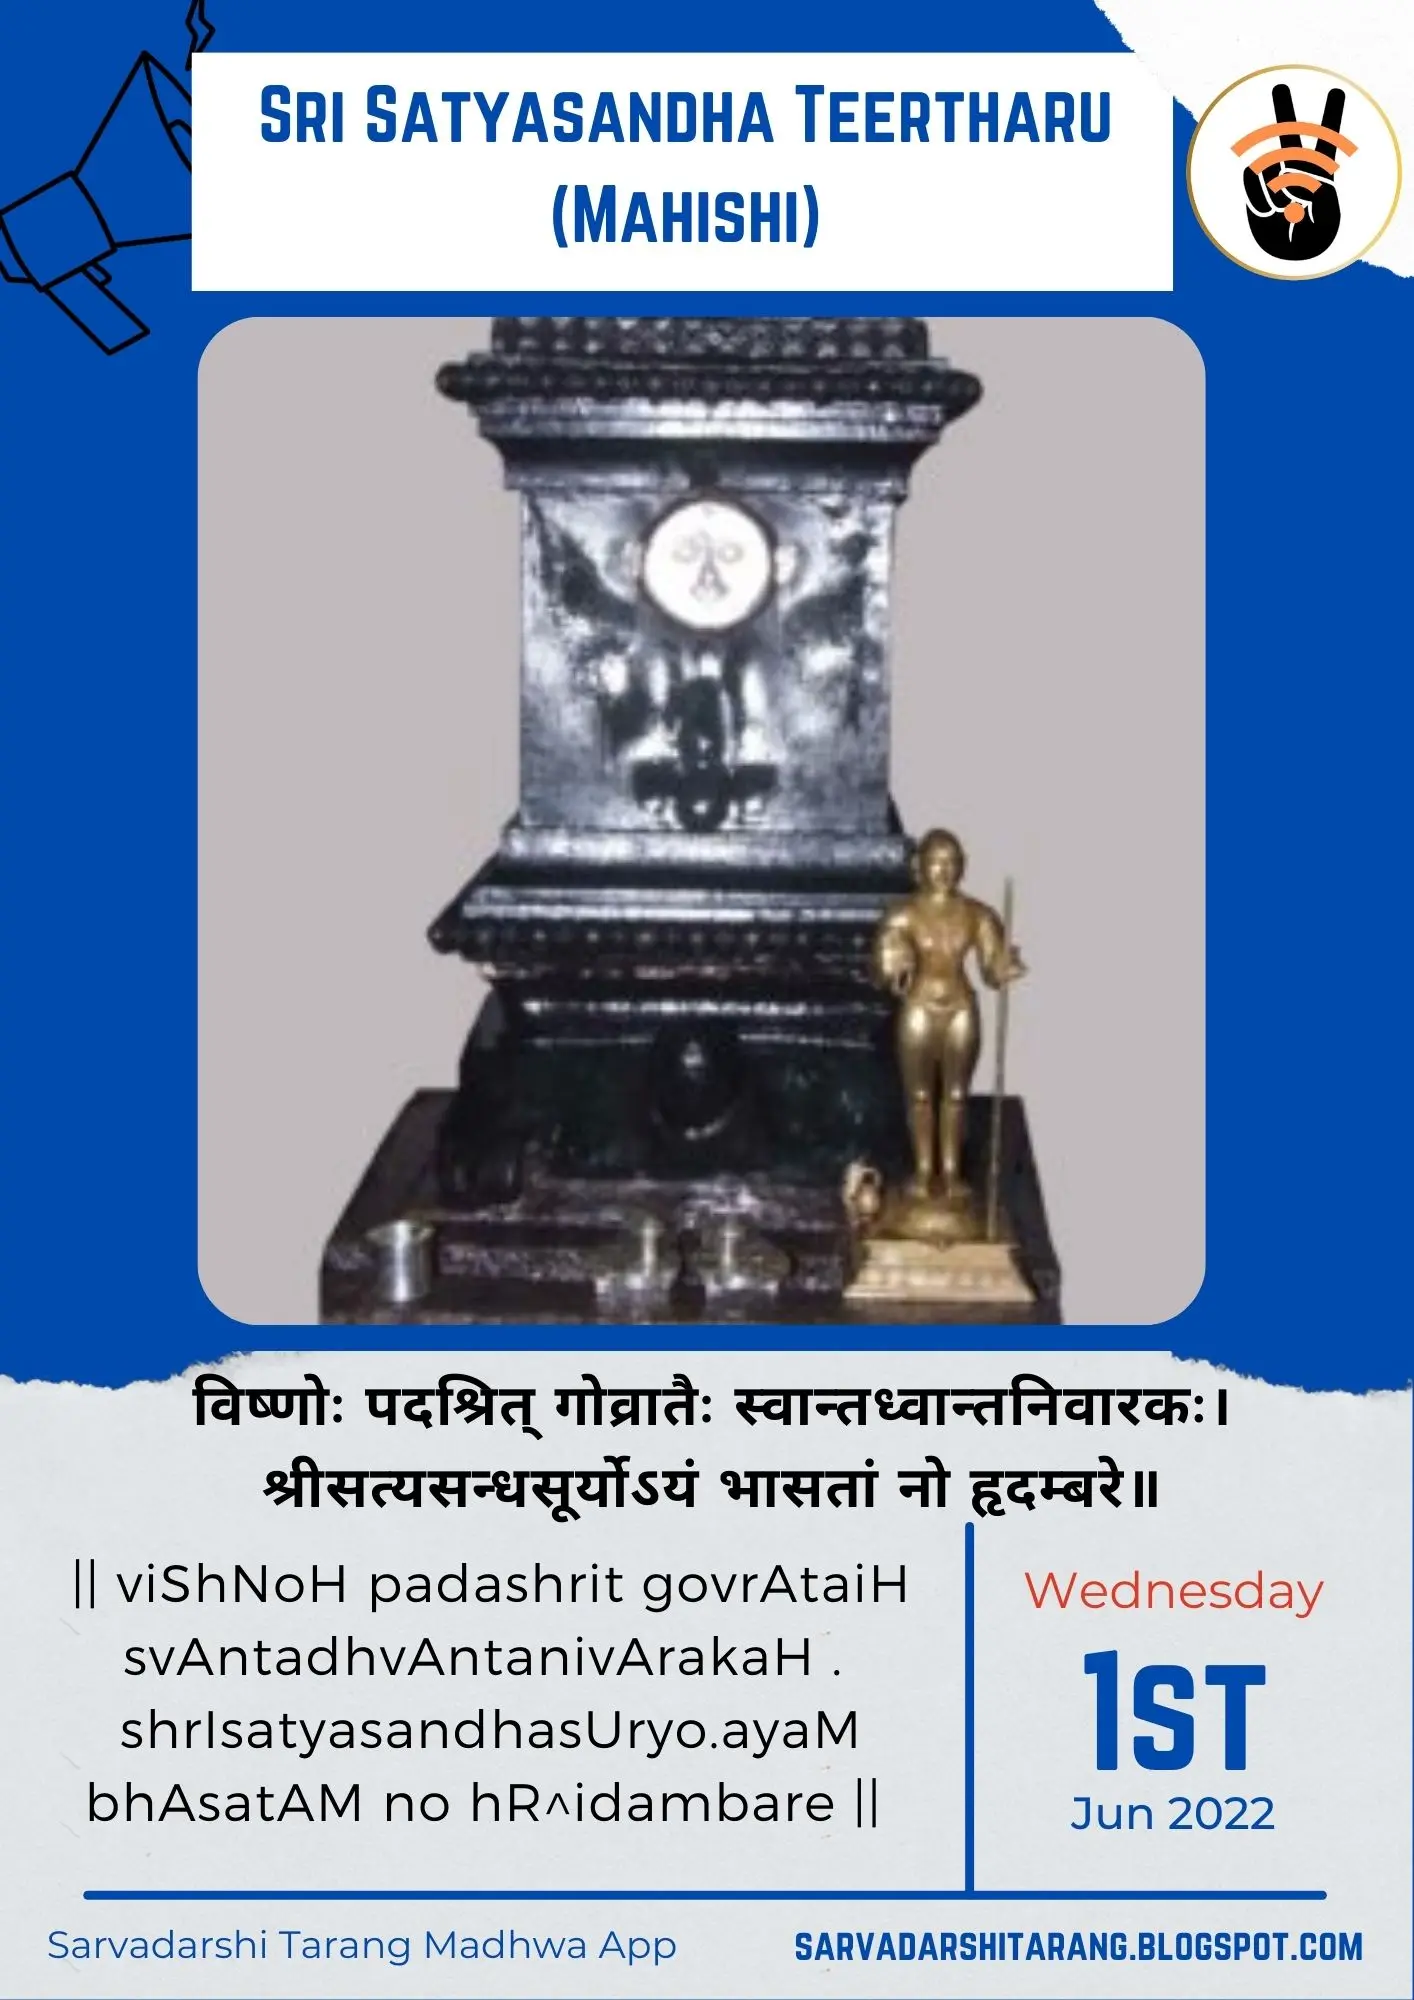 Sri Satyasandha Teertharu
(Mahishi)
विष्णोः पदश्रित् गोव्रातैः स्वान्तध्वान्तनिवारकः।
श्रीसत्यसन्धसूर्योऽयं भासतां नो हृदम्बरे॥
|| viShNoH padashrit govrAtaiH
svAntadhvAntanivArakaH .
shrIsatyasandhasUryo.ayaM
bhAsatAM no hR^idambare ||
Wednesday
1st
Jun 2022
Sarvadarshi Tarang Madhwa App
SARVADARSHITARANG.BLOGSPOT.COM